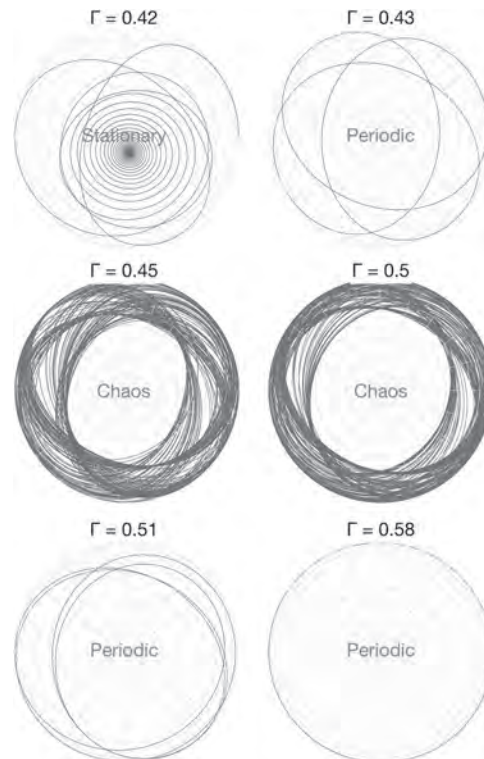 Γ = 0.42
Γ = 0.43
Stationary
Periodic
Γ = 0.45
Γ = 0.5
Chaos
Chaos
Γ = 0.51
Γ = 0.58
Periodic
Periodic